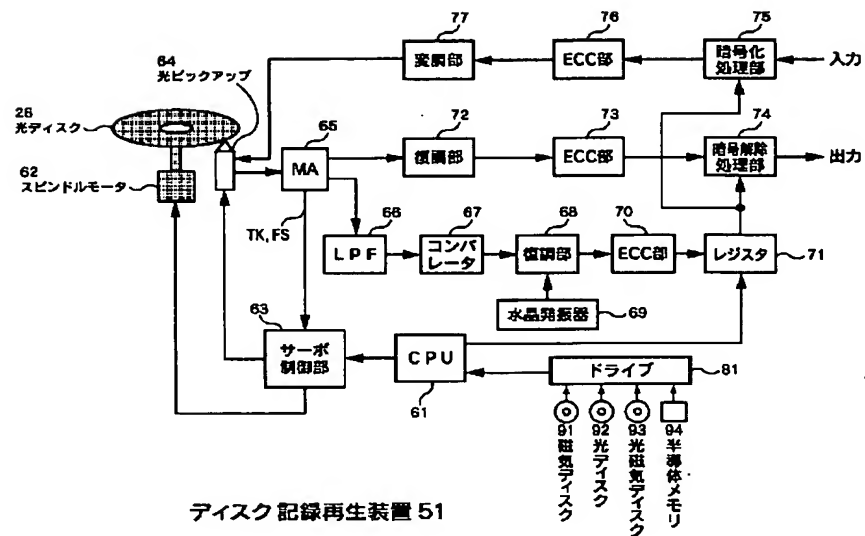 77
76
75
変調部
ECC部
暗号化
処理部
入力
64
光ピックアップ
26
光ディスク
62
スピンドルモータ
65
MA
72
復調部
73
ECC部
74
暗号解除
処理部
出力
TK, FS
66
LPF
67
コンパ
レータ
68
復調部
70
ECC部
レジスタ
71
水晶発振器
69
63
サーボ
制御部
CPU
61
ドライブ
81
91 磁気ディスク
92 光ディスク
93 光磁気ディスク
94 半導体メモリ
ディスク記録再生装置 51